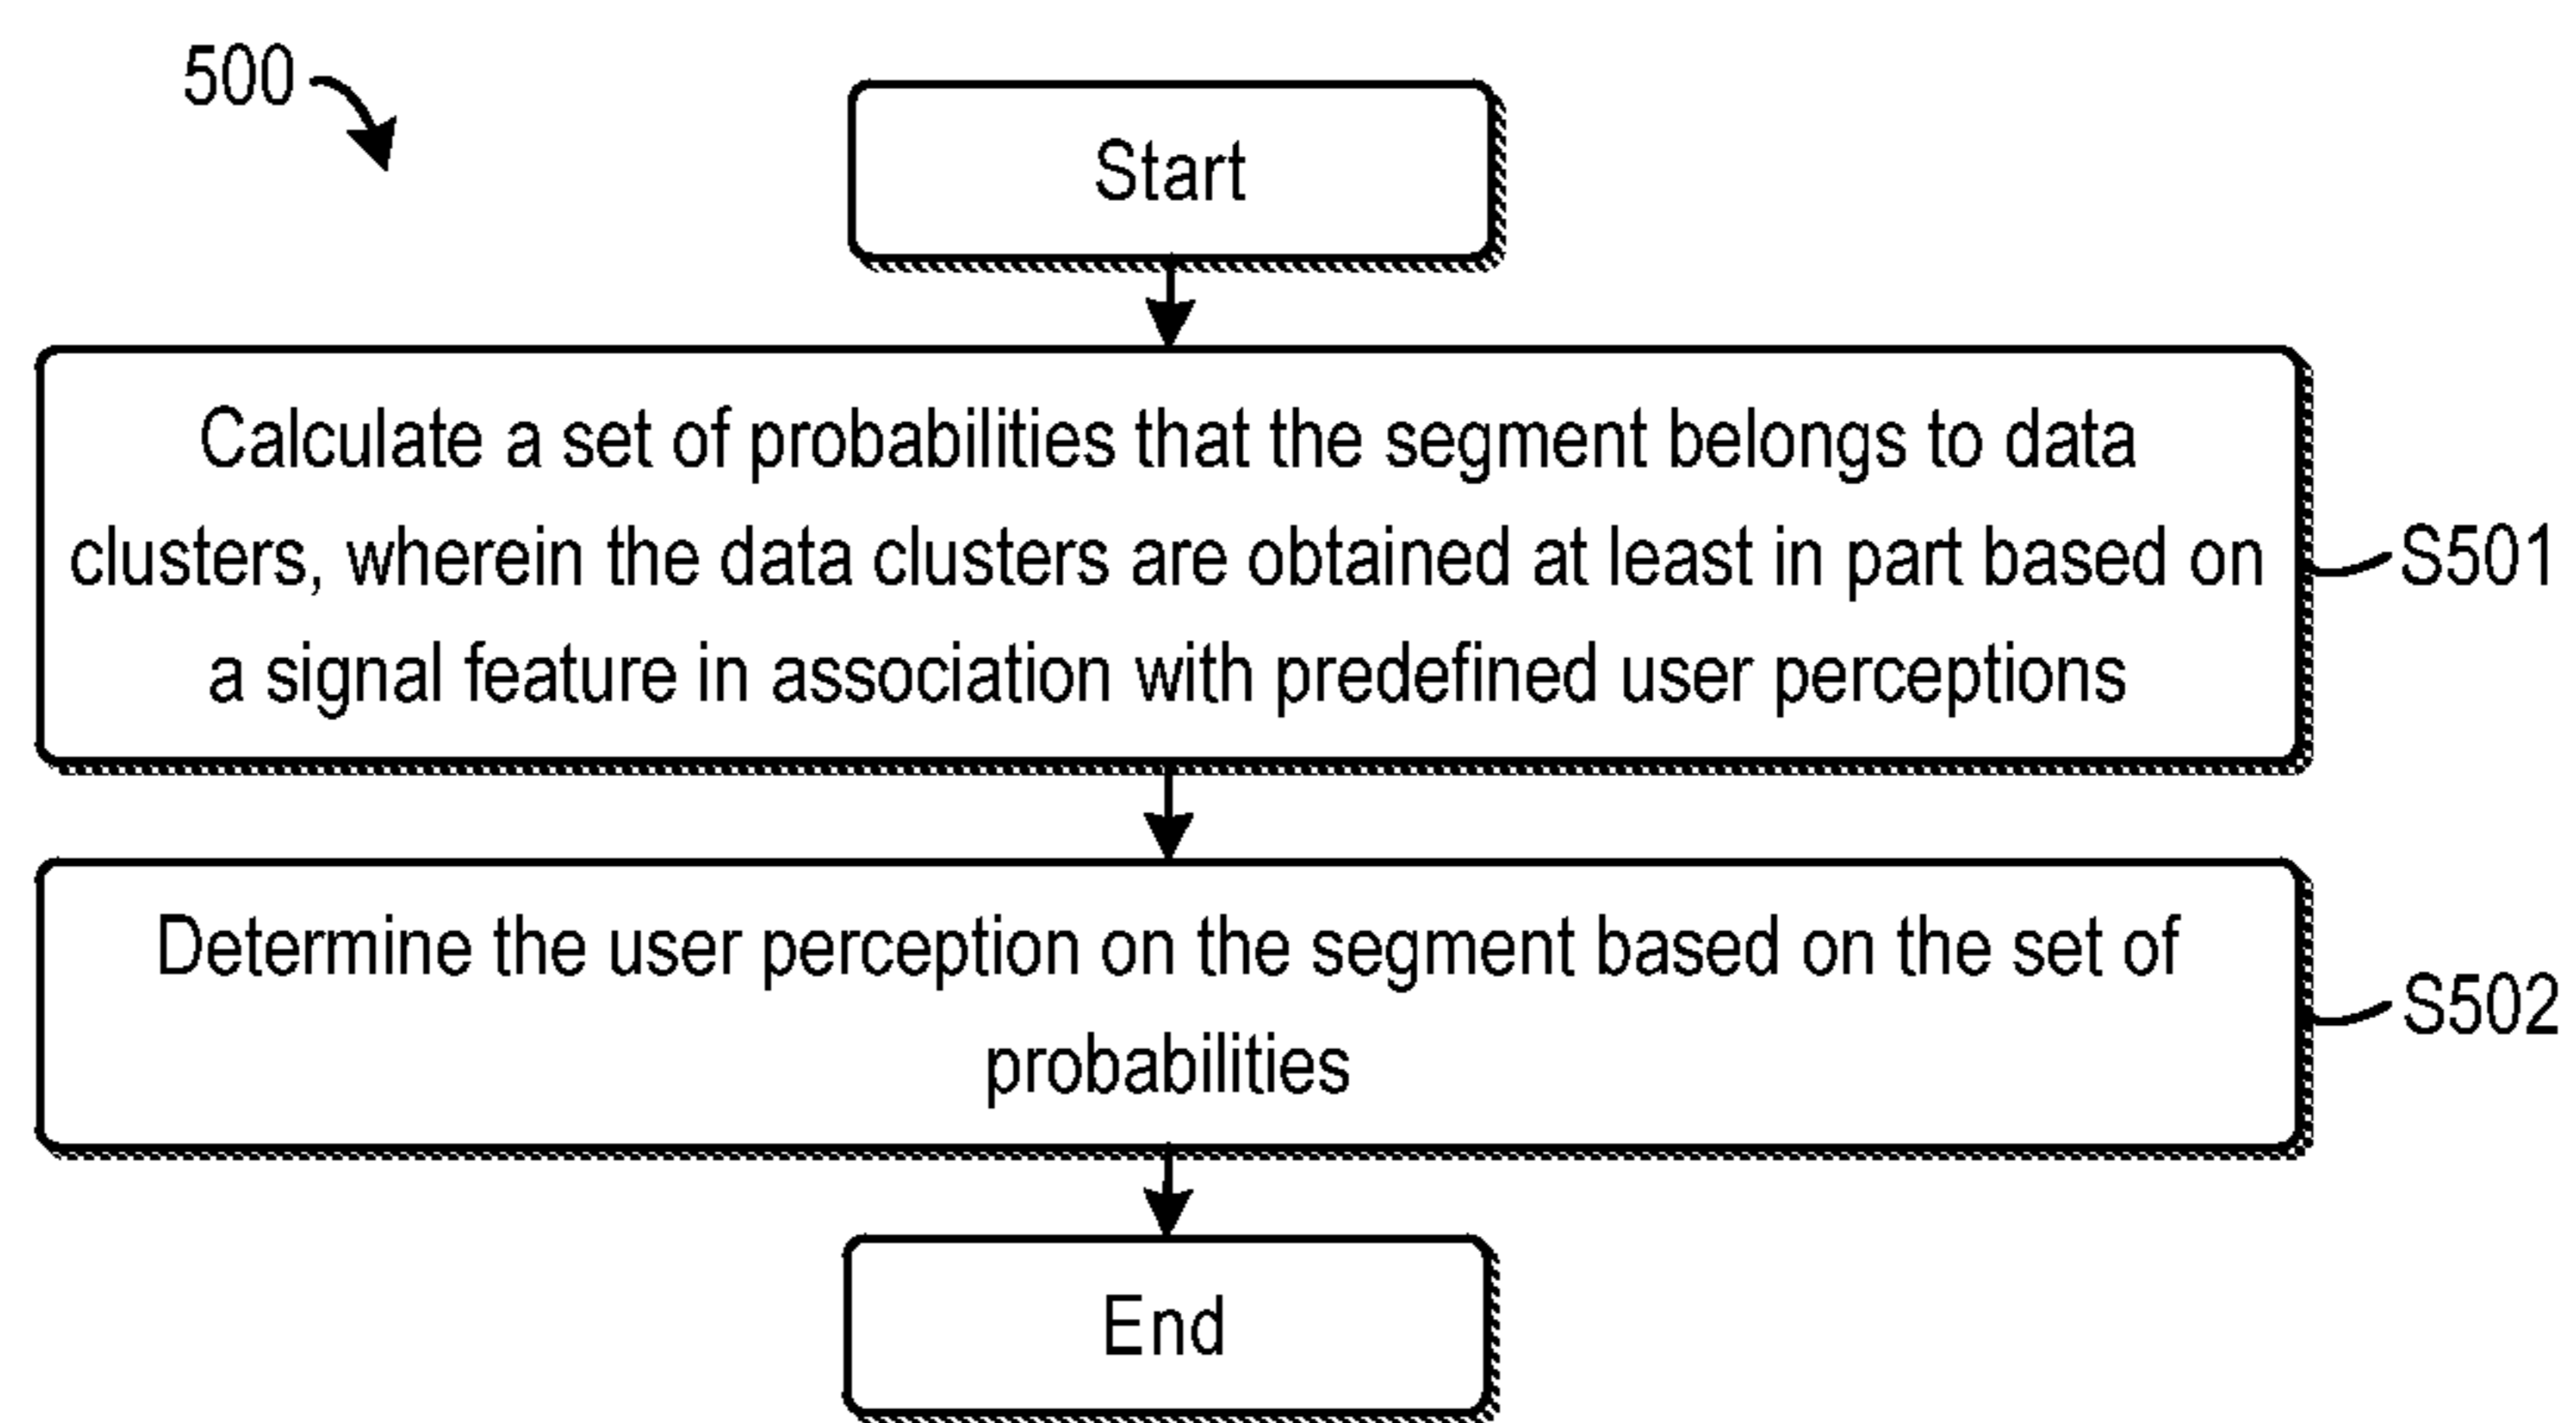 500
Start
Calculate a set of probabilities that the segment belongs to data
clusters, wherein the data clusters are obtained at least in part based on
a signal feature in association with predefined user perceptions
S501
Determine the user perception on the segment based on the set of
probabilities
S502
End